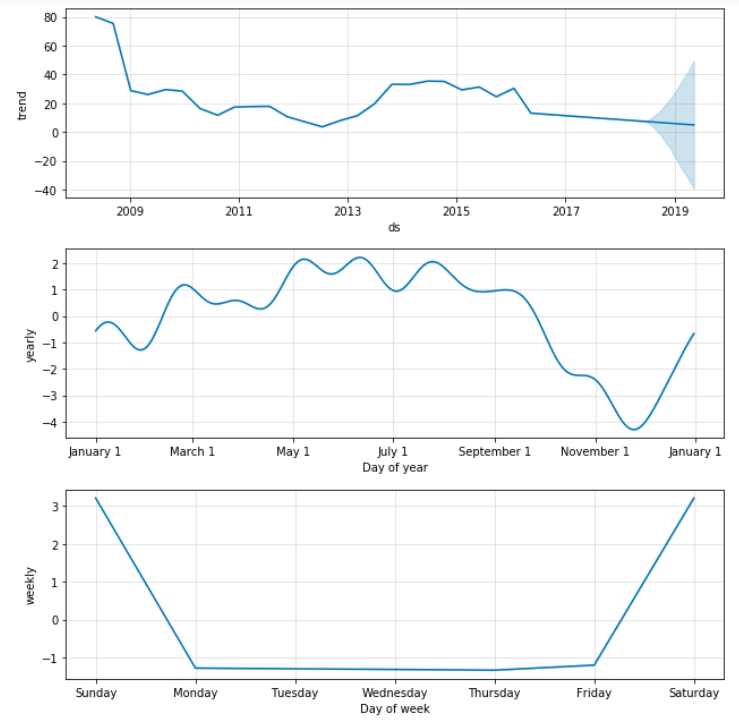 80
60
40
20
0
−20
−40
trend
2009 2011 2013 2015 2017 2019
ds
2
1
0
−1
−2
−3
−4
yearly
January 1 March 1 May 1 July 1 September 1 November 1 January 1
Day of year
3
2
1
0
−1
weekly
Sunday Monday Tuesday Wednesday Thursday Friday Saturday
Day of week